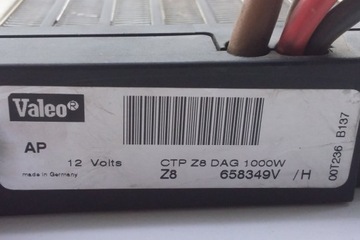 Valeo®
AP
12 Volts CTP Z8 DAG 1000W
made in Germany Z8 658349V /H
00T236 B137